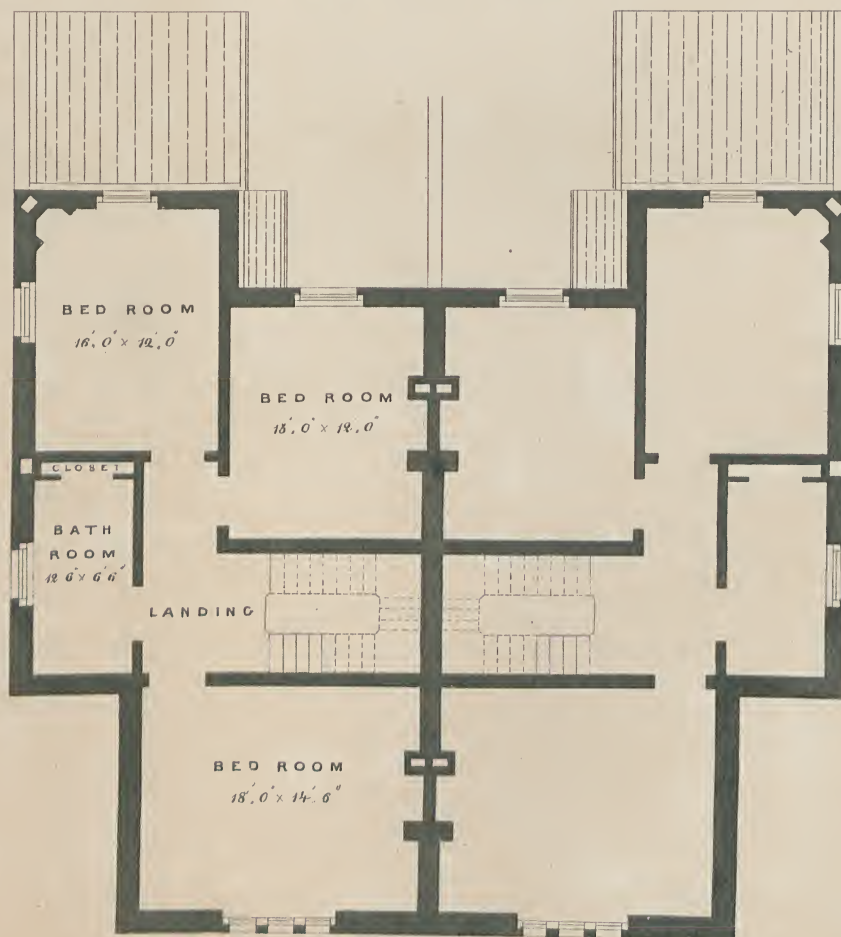 BED ROOM
16'. 0" × 12'. 0"
BED ROOM
15'. 0" × 12'. 0"
CLOSET
BATH
ROOM
12' 6" × 6' 6"
LANDING
BED ROOM
18'. 0" × 14'. 6"